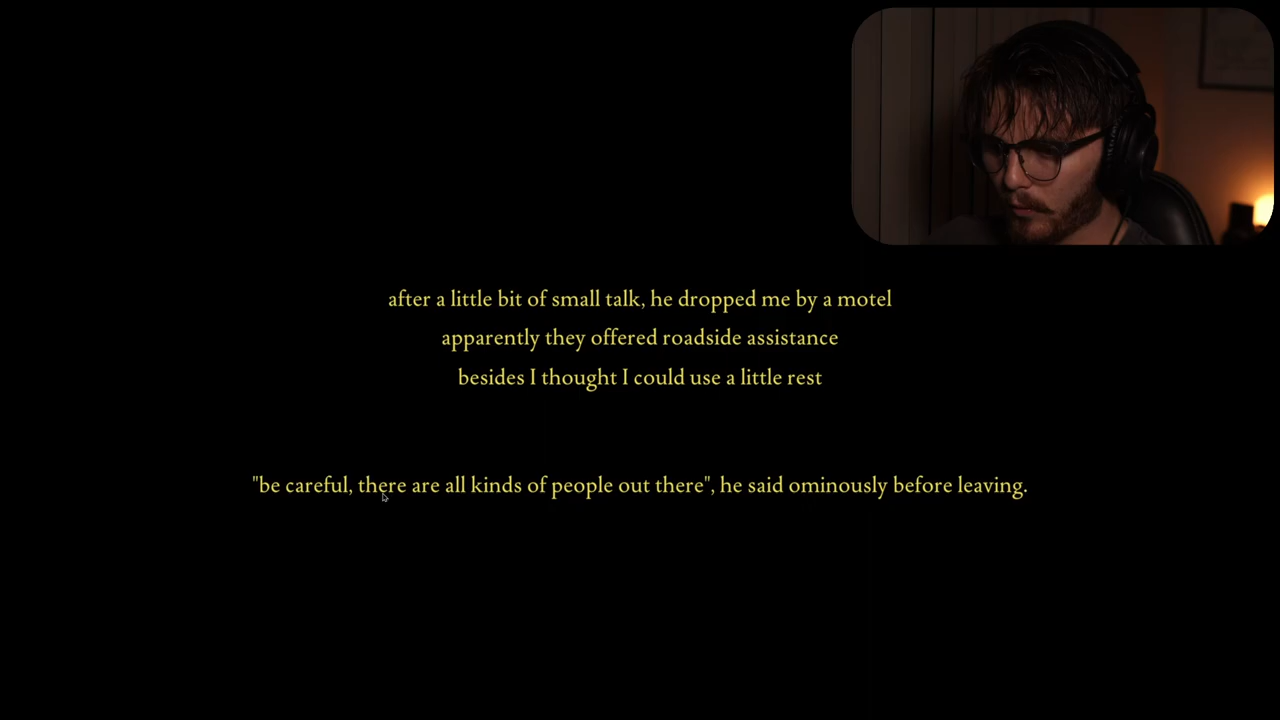 after a little bit of small talk, he dropped me by a motel
apparently they offered roadside assistance
besides I thought I could use a little rest
"be careful, there are all kinds of people out there", he said ominously before leaving.